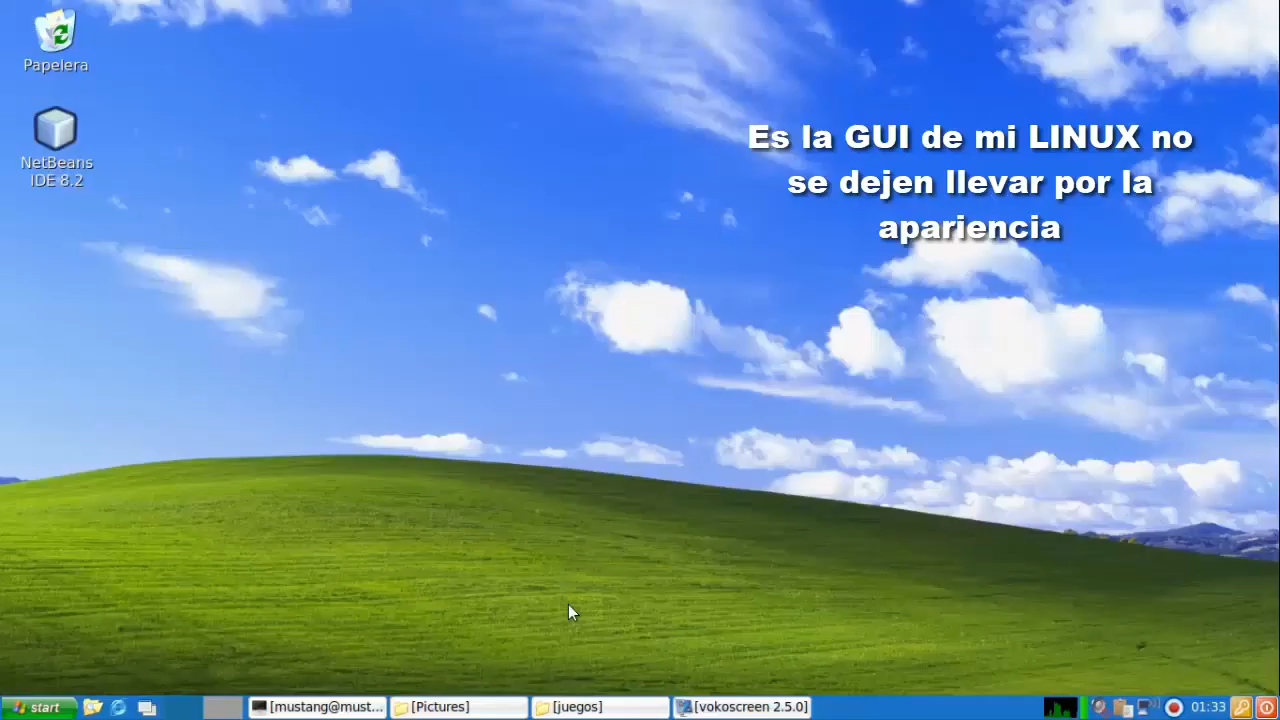 Papelera
NetBeans
IDE 8.2
Es la GUI de mi LINUX no
se dejen llevar por la
apariencia
start
[mustang@must...
[Pictures]
[juegos]
[vokoscreen 2.5.0]
01:33